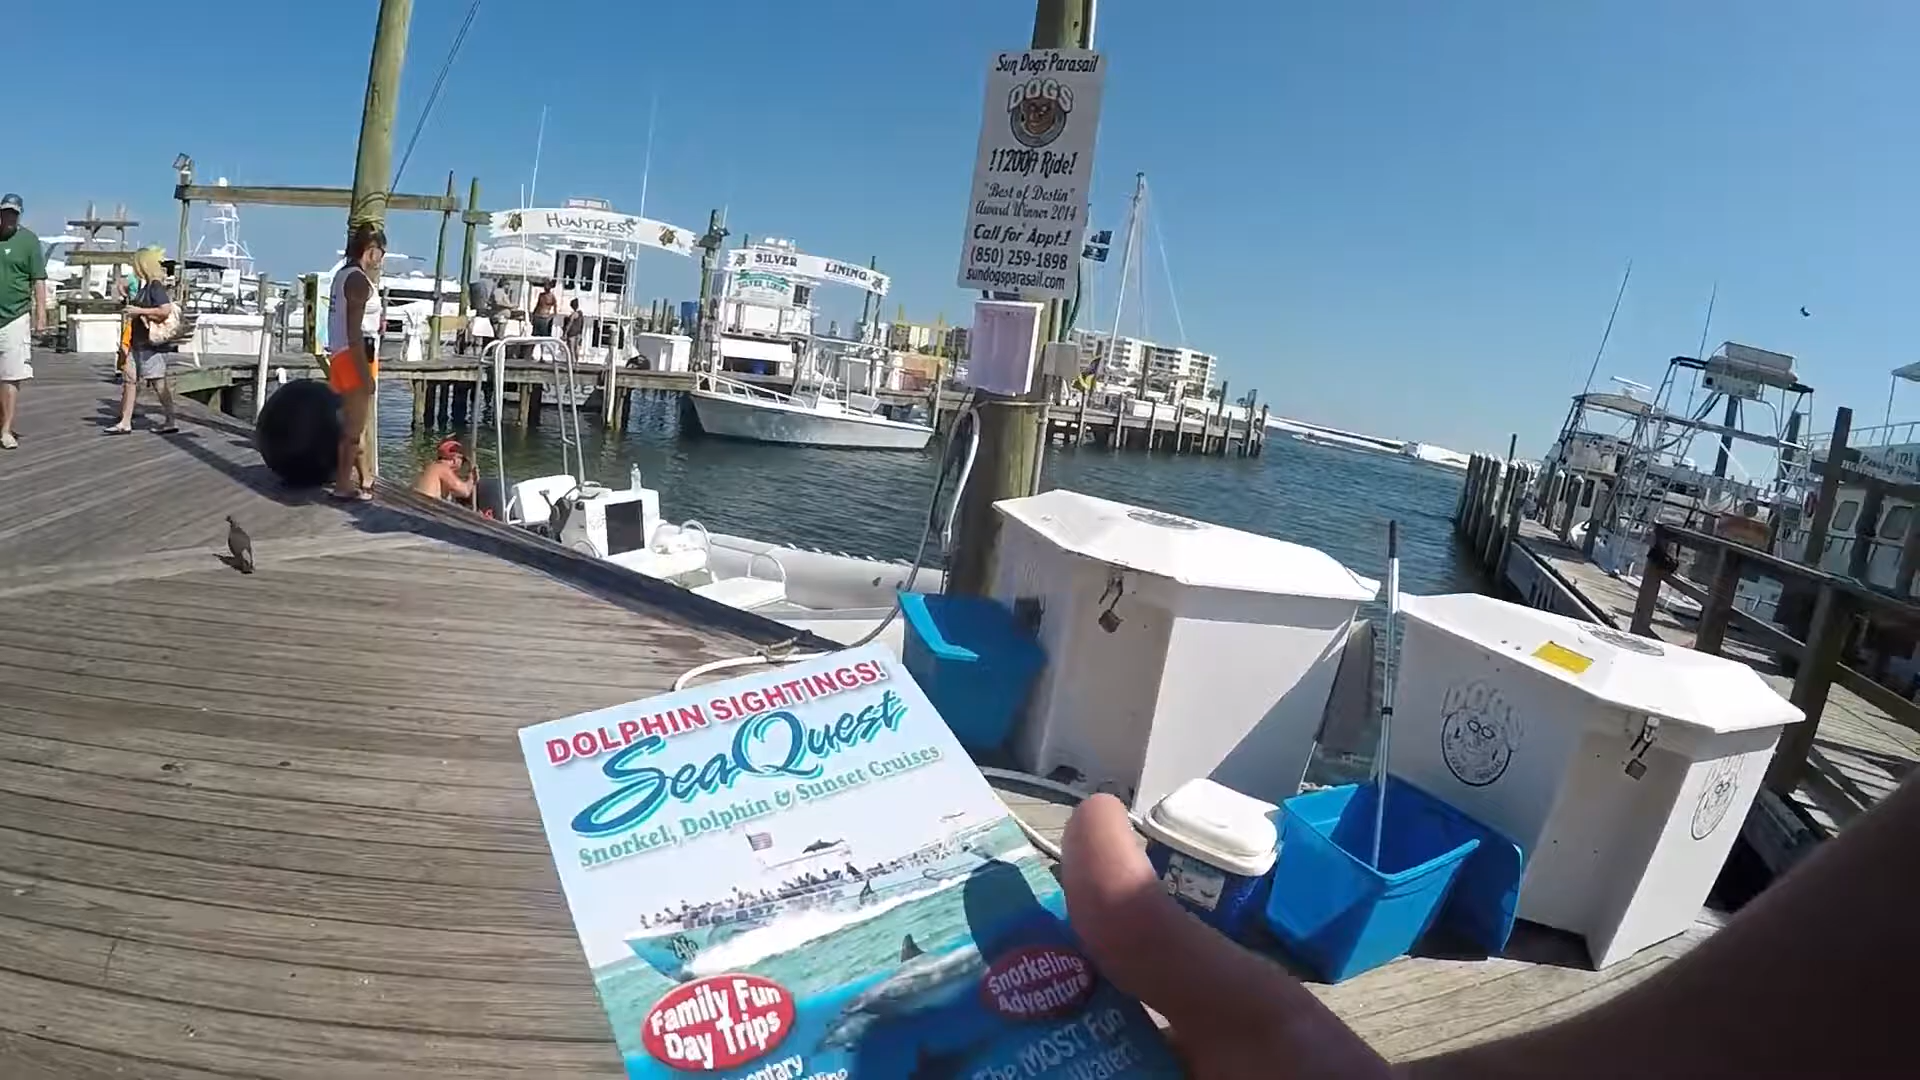 Sun Dogs Parasail
DOGS
!1200ft Ride!
"Best of Destin"
Award Winner 2014
Call for Appt.!
(850) 259-1898
sundogsparasail.com
HUNTRESS
SILVER LINING
SILVER LINING
DOLPHIN SIGHTINGS!
SeaQuest
Snorkel, Dolphin & Sunset Cruises
Family Fun
Day Trips
Snorkeling
Adventure
The MOST Fun
DOGS